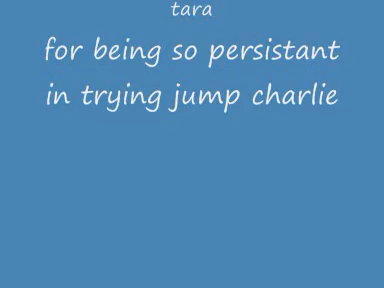 tara
for being so persistant
in trying jump charlie